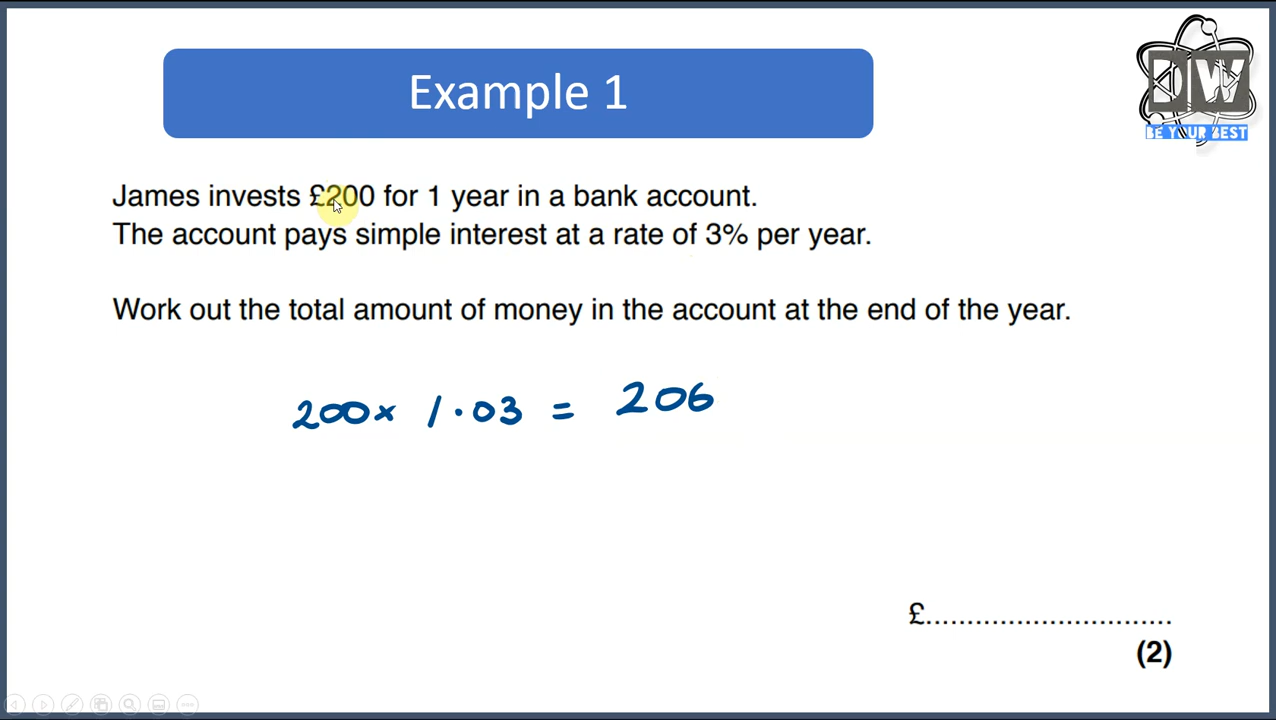 Example 1
DW
BE YOUR BEST
James invests £200 for 1 year in a bank account.
The account pays simple interest at a rate of 3% per year.
Work out the total amount of money in the account at the end of the year.
200 × 1·03 = 206
£..............................
(2)